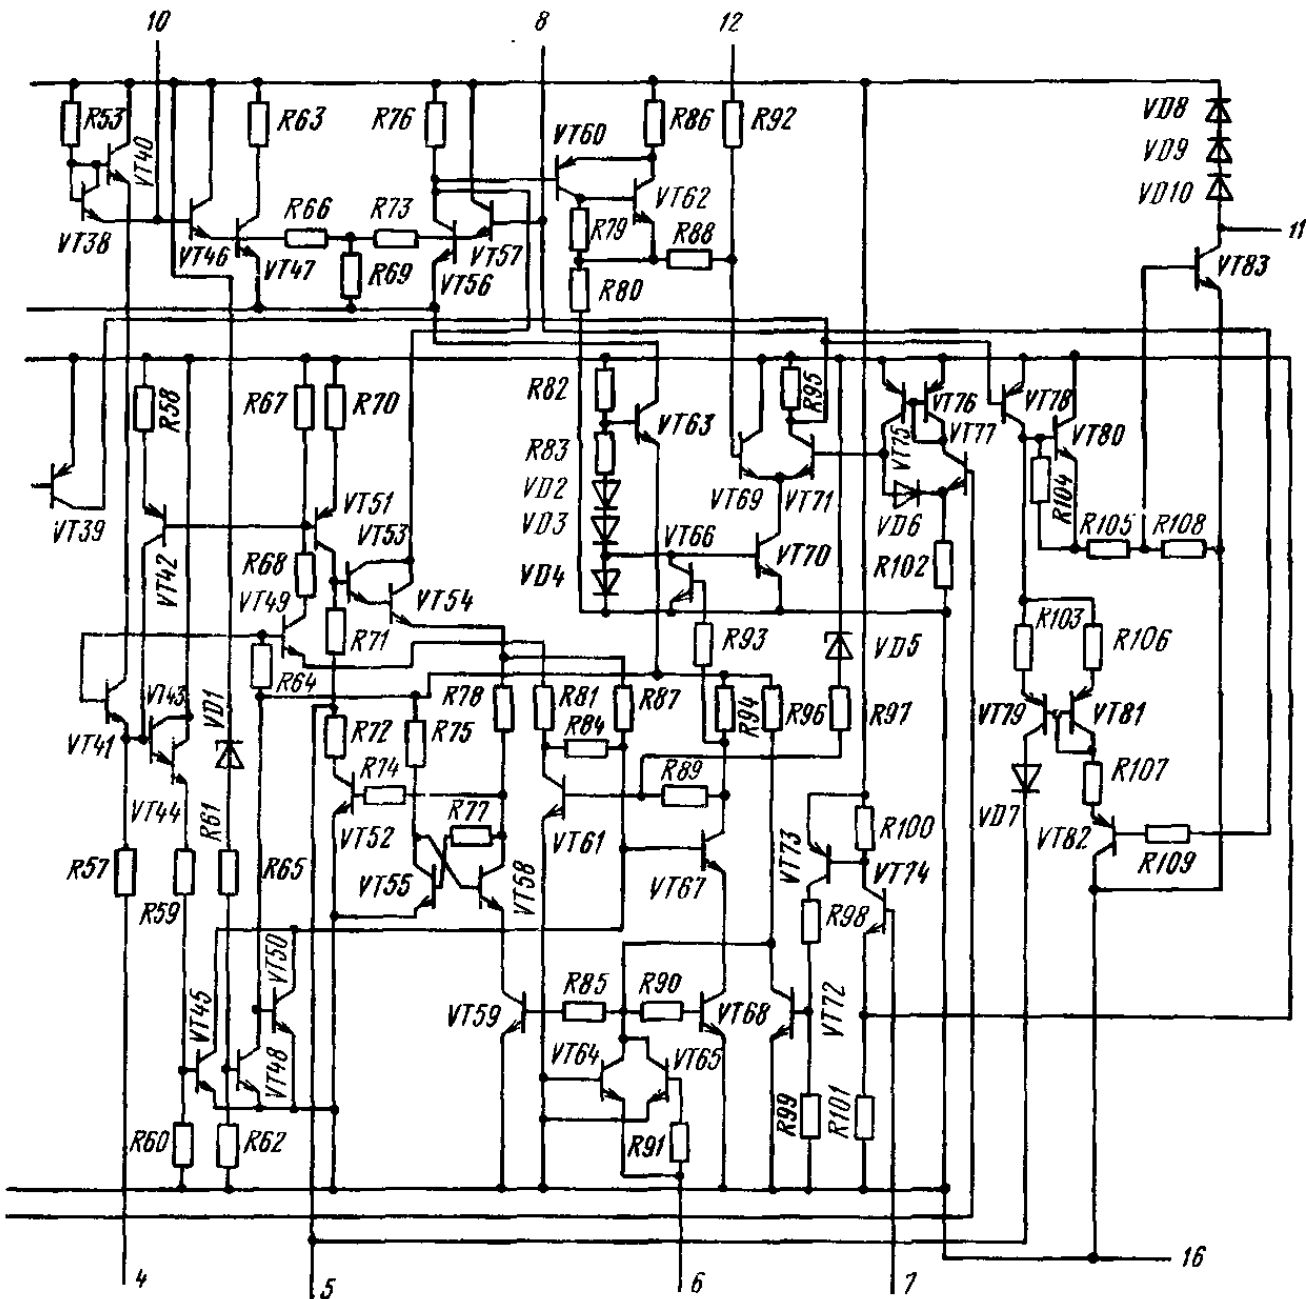 10 8 12
R53 R63 R76 R86 R92 VD8
VT60
VD9
VT40
VD10
VT62
R66 R73 R79 R88 11
VT38 VT46 VT47 R69 VT56 VT57 R80 VT83
R82 R95
R58 R67 R70 VT63 VT76 VT78
VT75 VT77 VT80
R83
VD2 VT69 VT71
VT39 VT51 VD6 R104
VT53 VD3 VT66 R105 R108
VT42 R68 VD4 VT70 R102
VT49 VT54
R71 R93 VD5 R103 R106
R64
VT43 VD1 R78 R81 R87 R94 R96 R97
VT41 R72 R75 R84 VT79 VT81
R74 R89 R107
VT44 R61 R77 VD7
VT52 VT61 VT73 R100 VT82
R57 R65 VT55 VT58 VT67 VT74 R109
R59 R98
VT50
VT45 R85 R90 VT72
VT59 VT68
VT48 VT64 VT65
R60 R62 R91 R99 R101
16
4 5 6 7